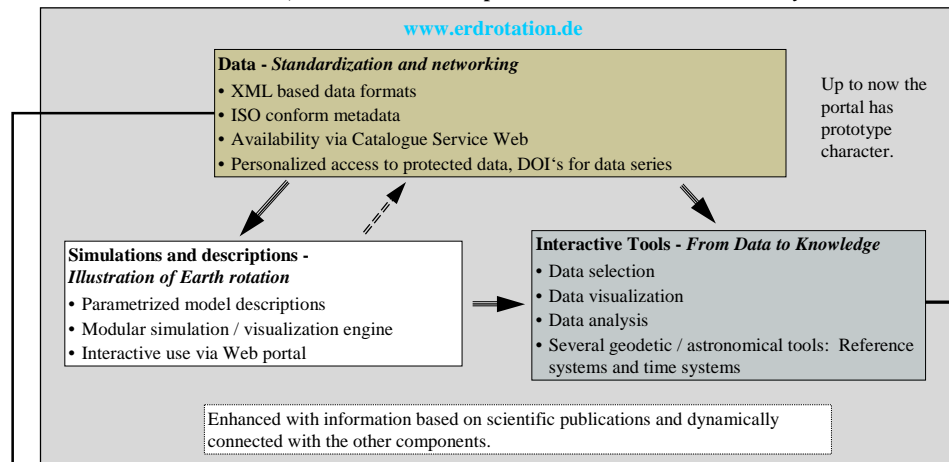 www.erdrotation.de
Data - Standardization and networking
• XML based data formats
• ISO conform metadata
• Availability via Catalogue Service Web
• Personalized access to protected data, DOI‘s for data series
Up to now the
portal has
prototype
character.
Simulations and descriptions -
Illustration of Earth rotation
• Parametrized model descriptions
• Modular simulation / visualization engine
• Interactive use via Web portal
Interactive Tools - From Data to Knowledge
• Data selection
• Data visualization
• Data analysis
• Several geodetic / astronomical tools: Reference
systems and time systems
Enhanced with information based on scientific publications and dynamically
connected with the other components.